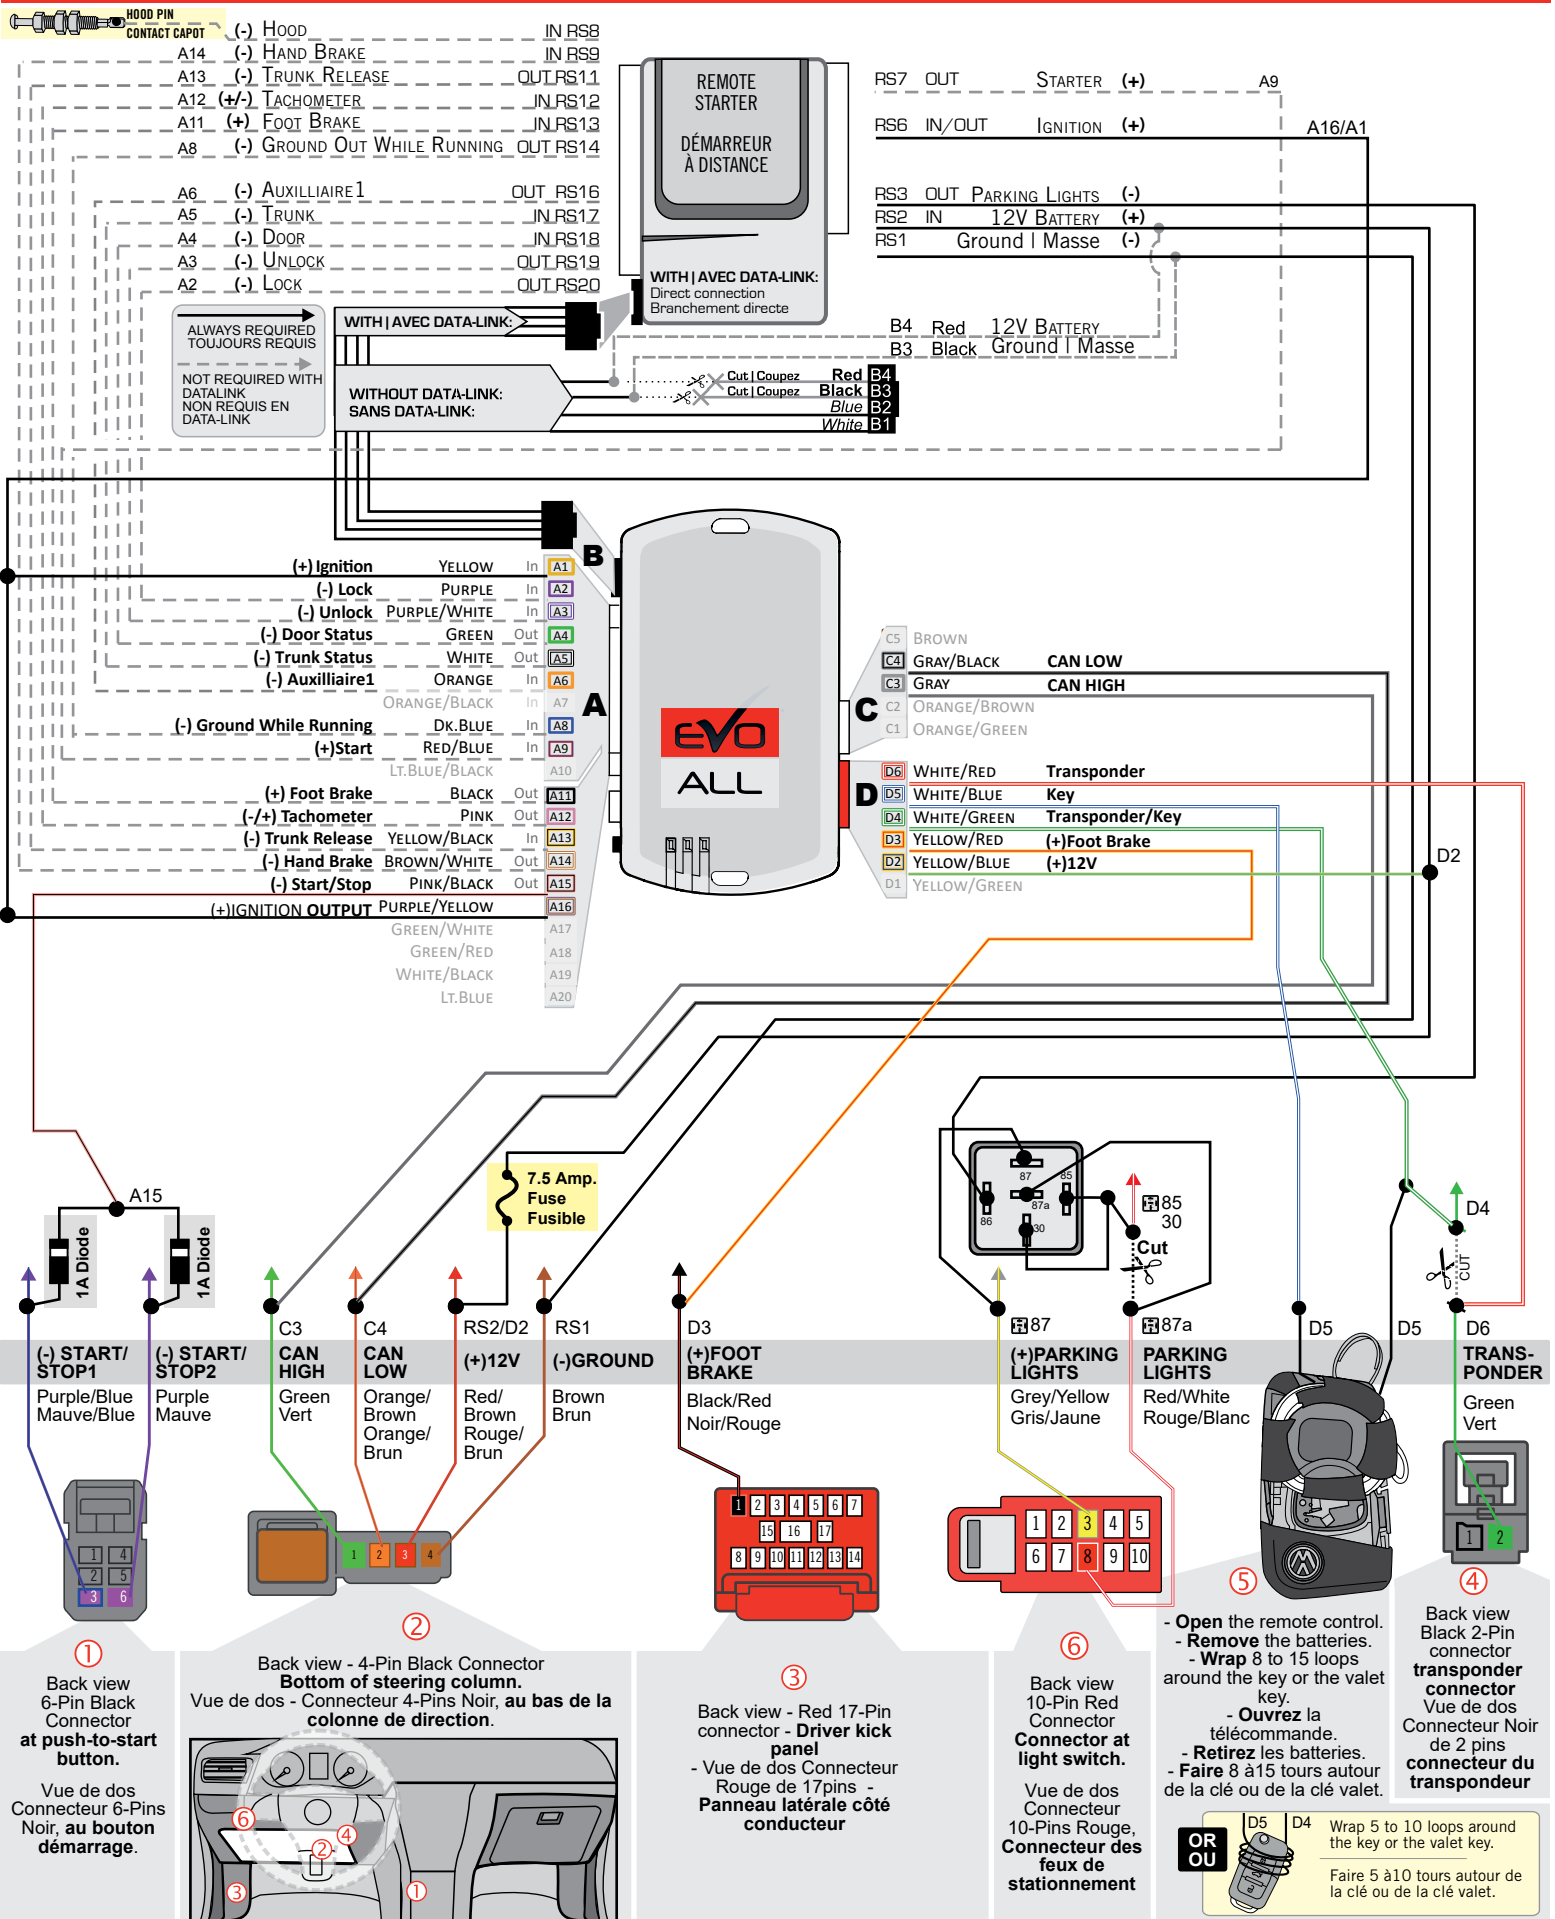 HOOD PIN
CONTACT CAPOT
(-) HOOD IN RS8
A14 (-) HAND BRAKE IN RS9
A13 (-) TRUNK RELEASE OUT RS11
A12 (+/-) TACHOMETER IN RS12
A11 (+) FOOT BRAKE IN RS13
A8 (-) GROUND OUT WHILE RUNNING OUT RS14
A6 (-) AUXILLIAIRE1 OUT RS16
A5 (-) TRUNK IN RS17
A4 (-) DOOR IN RS18
A3 (-) UNLOCK OUT RS19
A2 (-) LOCK OUT RS20
REMOTE
STARTER
DÉMARREUR
À DISTANCE
WITH | AVEC DATA-LINK:
Direct connection
Branchement directe
RS7 OUT STARTER (+) A9
RS6 IN/OUT IGNITION (+) A16/A1
RS3 OUT PARKING LIGHTS (-)
RS2 IN 12V BATTERY (+)
RS1 Ground | Masse (-)
ALWAYS REQUIRED
TOUJOURS REQUIS
NOT REQUIRED WITH
DATALINK
NON REQUIS EN
DATA-LINK
WITH | AVEC DATA-LINK:
WITHOUT DATA-LINK:
SANS DATA-LINK:
B4 Red 12V BATTERY
B3 Black Ground | Masse
Cut | Coupez Red B4
Cut | Coupez Black B3
Blue B2
White B1
B
A
C
D
(+) Ignition YELLOW In A1
(-) Lock PURPLE In A2
(-) Unlock PURPLE/WHITE In A3
(-) Door Status GREEN Out A4
(-) Trunk Status WHITE Out A5
(-) Auxilliaire1 ORANGE In A6
ORANGE/BLACK In A7
(-) Ground While Running DK.BLUE In A8
(+)Start RED/BLUE In A9
LT.BLUE/BLACK A10
(+) Foot Brake BLACK Out A11
(-/+) Tachometer PINK Out A12
(-) Trunk Release YELLOW/BLACK In A13
(-) Hand Brake BROWN/WHITE Out A14
(-) Start/Stop PINK/BLACK Out A15
(+)IGNITION OUTPUT PURPLE/YELLOW A16
GREEN/WHITE A17
GREEN/RED A18
WHITE/BLACK A19
LT.BLUE A20
EVO
ALL
C5 BROWN
C4 GRAY/BLACK CAN LOW
C3 GRAY CAN HIGH
C2 ORANGE/BROWN
C1 ORANGE/GREEN
D6 WHITE/RED Transponder
D5 WHITE/BLUE Key
D4 WHITE/GREEN Transponder/Key
D3 YELLOW/RED (+)Foot Brake
D2 YELLOW/BLUE (+)12V
D1 YELLOW/GREEN
D2
A15
1A Diode
1A Diode
7.5 Amp.
Fuse
Fusible
87
85
87a
86
30
85
30
Cut
D4
CUT
C3
C4
RS2/D2
RS1
D3
87
87a
D5
D5
D6
(-) START/
STOP1
Purple/Blue
Mauve/Blue
(-) START/
STOP2
Purple
Mauve
CAN
HIGH
Green
Vert
CAN
LOW
Orange/
Brown
Orange/
Brun
(+)12V
Red/
Brown
Rouge/
Brun
(-)GROUND
Brown
Brun
(+)FOOT
BRAKE
Black/Red
Noir/Rouge
(+)PARKING
LIGHTS
Grey/Yellow
Gris/Jaune
PARKING
LIGHTS
Red/White
Rouge/Blanc
TRANS-
PONDER
Green
Vert
1 4
2 5
3 6
1 2 3 4
1 2 3 4 5 6 7
15 16 17
8 9 10 11 12 13 14
1 2 3 4 5
6 7 8 9 10
1 2
①
Back view
6-Pin Black
Connector
at push-to-start
button.
Vue de dos
Connecteur 6-Pins
Noir, au bouton
démarrage.
②
Back view - 4-Pin Black Connector
Bottom of steering column.
Vue de dos - Connecteur 4-Pins Noir, au bas de la
colonne de direction.
⑥
④
②
③
①
③
Back view - Red 17-Pin
connector - Driver kick
panel
- Vue de dos Connecteur
Rouge de 17pins -
Panneau latérale côté
conducteur
⑥
Back view
10-Pin Red
Connector
Connector at
light switch.
Vue de dos
Connecteur
10-Pins Rouge,
Connecteur des
feux de
stationnement
⑤
- Open the remote control.
- Remove the batteries.
- Wrap 8 to 15 loops
around the key or the valet
key.
- Ouvrez la
télécommande.
- Retirez les batteries.
- Faire 8 à15 tours autour
de la clé ou de la clé valet.
④
Back view
Black 2-Pin
connector
transponder
connector
Vue de dos
Connecteur Noir
de 2 pins
connecteur du
transpondeur
OR
OU
D5 D4
Wrap 5 to 10 loops around
the key or the valet key.
Faire 5 à10 tours autour de
la clé ou de la clé valet.